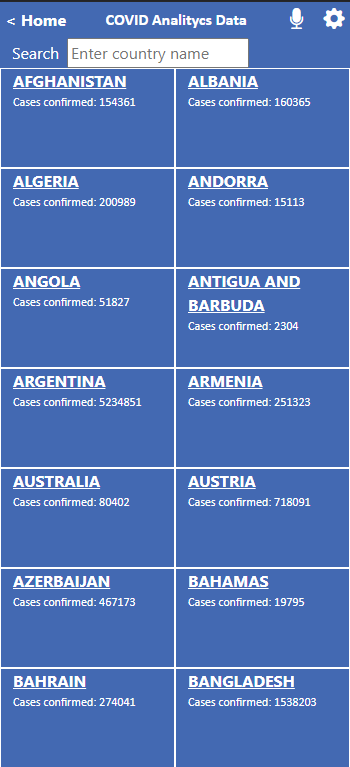 < Home COVID Analitycs Data
Search Enter country name
AFGHANISTAN
Cases confirmed: 154361
ALBANIA
Cases confirmed: 160365
ALGERIA
Cases confirmed: 200989
ANDORRA
Cases confirmed: 15113
ANGOLA
Cases confirmed: 51827
ANTIGUA AND
BARBUDA
Cases confirmed: 2304
ARGENTINA
Cases confirmed: 5234851
ARMENIA
Cases confirmed: 251323
AUSTRALIA
Cases confirmed: 80402
AUSTRIA
Cases confirmed: 718091
AZERBAIJAN
Cases confirmed: 467173
BAHAMAS
Cases confirmed: 19795
BAHRAIN
Cases confirmed: 274041
BANGLADESH
Cases confirmed: 1538203